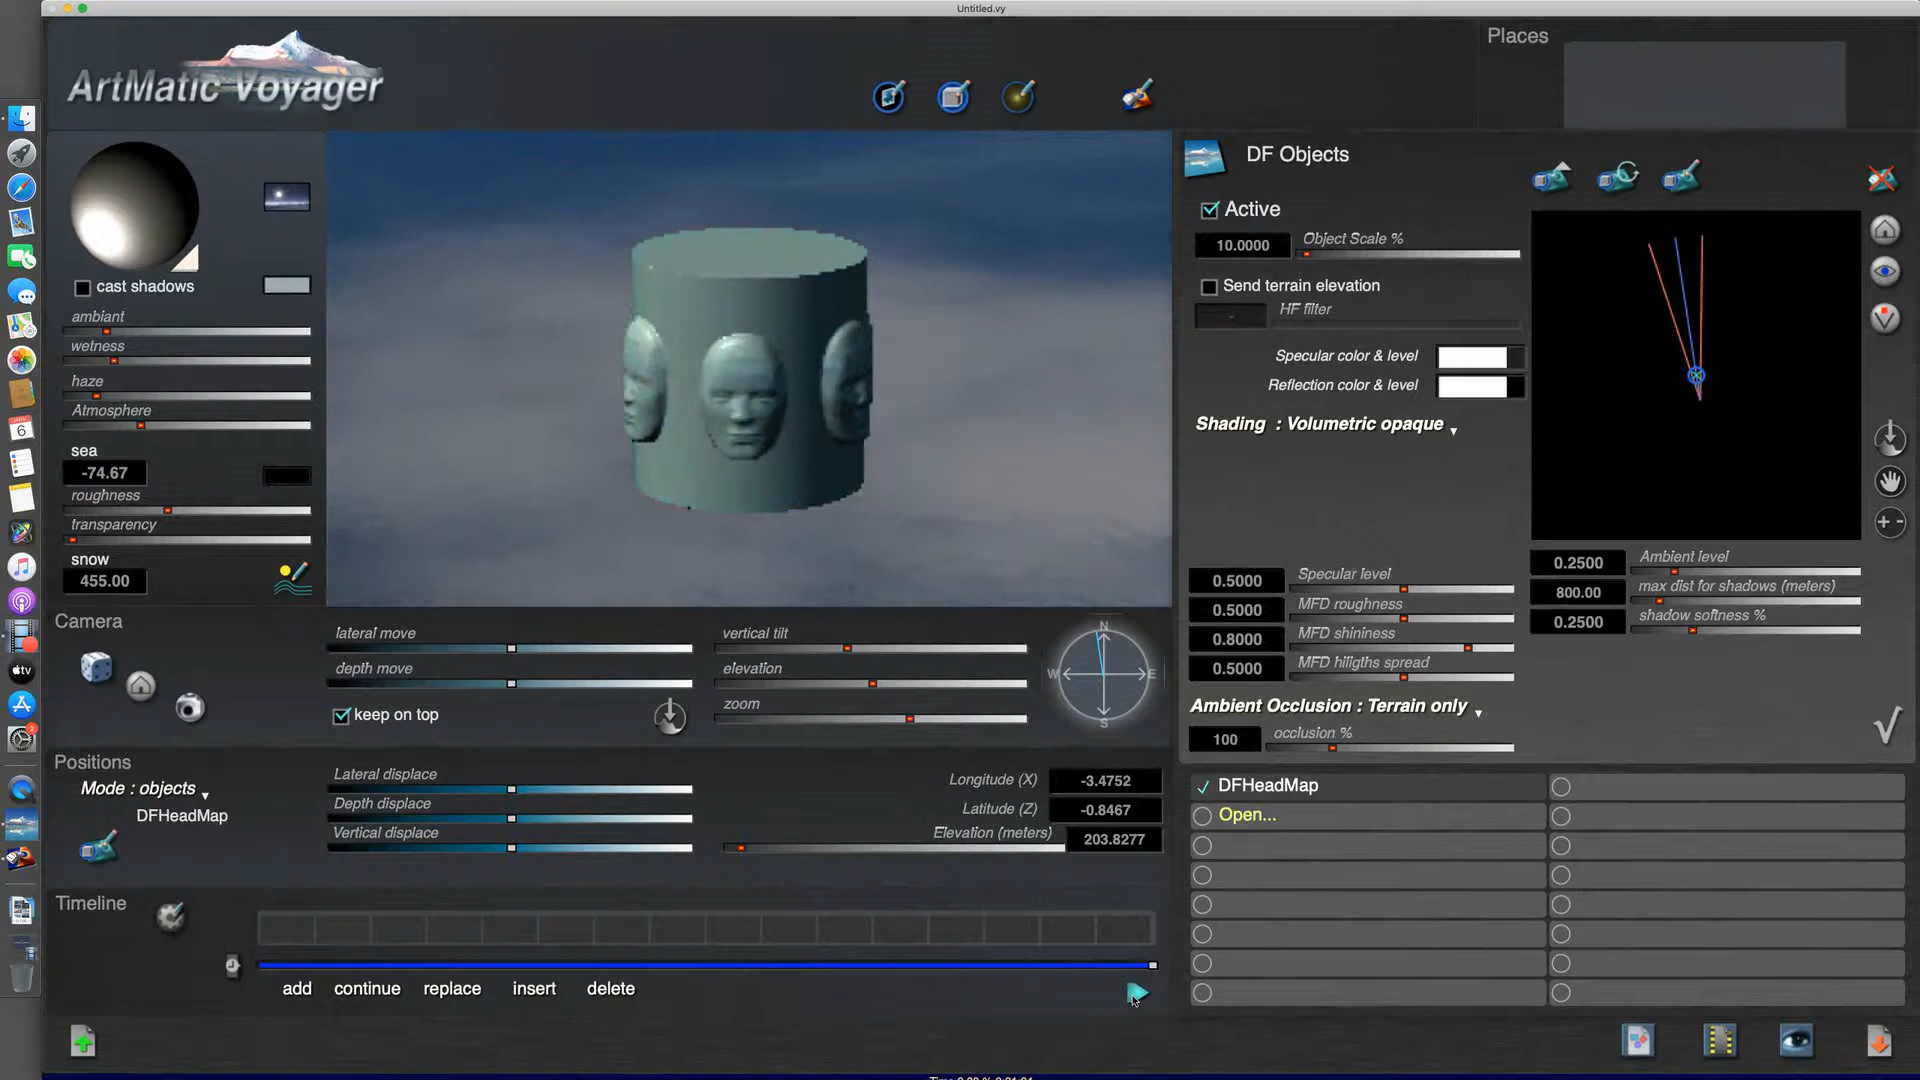 Untitled.vy
Places
ArtMatic Voyager
DF Objects
Active
10.0000
Object Scale %
cast shadows
Send terrain elevation
HF filter
ambiant
wetness
Specular color & level
haze
Reflection color & level
Atmosphere
Shading : Volumetric opaque
sea
-74.67
roughness
transparency
snow
455.00
0.5000
Specular level
0.2500
Ambient level
0.5000
MFD roughness
800.00
max dist for shadows (meters)
0.8000
MFD shininess
0.2500
shadow softness %
0.5000
MFD hiligths spread
Camera
lateral move
vertical tilt
N
depth move
elevation
W
E
zoom
S
keep on top
Ambient Occlusion : Terrain only
100
occlusion %
Positions
Mode : objects
DFHeadMap
Lateral displace
Longitude (X)
-3.4752
Depth displace
Latitude (Z)
-0.8467
Vertical displace
Elevation (meters)
203.8277
DFHeadMap
Open...
Timeline
add
continue
replace
insert
delete
JANV
6
2
tv